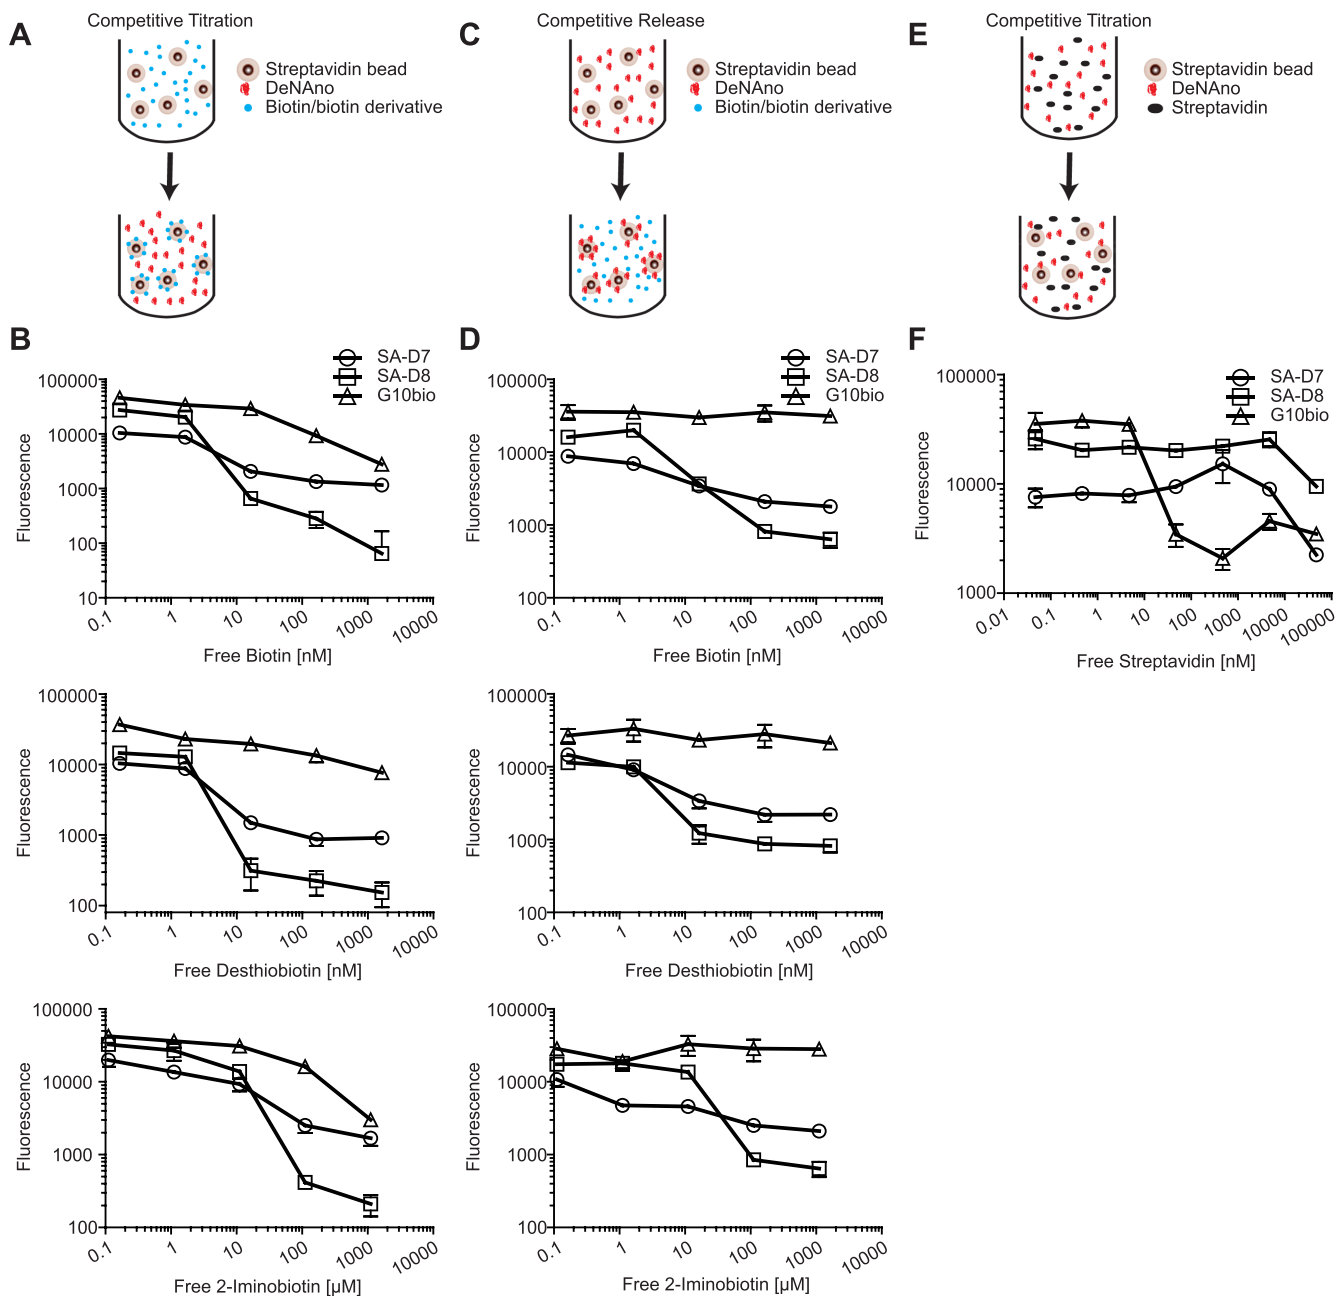 A
Competitive Titration
Streptavidin bead
DeNAno
Biotin/biotin derivative
C
Competitive Release
Streptavidin bead
DeNAno
Biotin/biotin derivative
E
Competitive Titration
Streptavidin bead
DeNAno
Streptavidin
B
SA-D7
SA-D8
G10bio
Fluorescence
100000
10000
1000
100
10
0.1
1
10
100
1000
10000
Free Biotin [nM]
Fluorescence
100000
10000
1000
100
0.1
1
10
100
1000
10000
Free Desthiobiotin [nM]
Fluorescence
100000
10000
1000
100
0.1
1
10
100
1000
10000
Free 2-Iminobiotin [µM]
D
SA-D7
SA-D8
G10bio
Fluorescence
100000
10000
1000
100
0.1
1
10
100
1000
10000
Free Biotin [nM]
Fluorescence
100000
10000
1000
100
0.1
1
10
100
1000
10000
Free Desthiobiotin [nM]
Fluorescence
100000
10000
1000
100
0.1
1
10
100
1000
10000
Free 2-Iminobiotin [µM]
F
SA-D7
SA-D8
G10bio
Fluorescence
100000
10000
1000
0.01
0.1
1
10
100
1000
10000
100000
Free Streptavidin [nM]